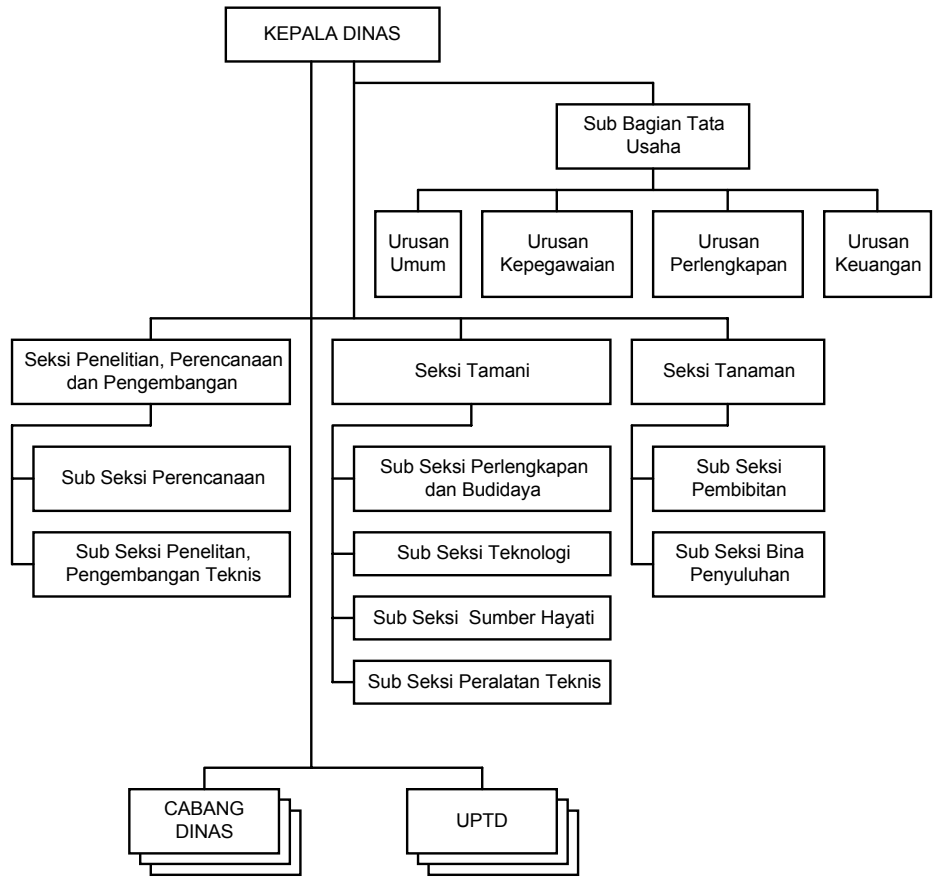 KEPALA DINAS
Sub Bagian Tata
Usaha
Urusan
Umum
Urusan
Kepegawaian
Urusan
Perlengkapan
Urusan
Keuangan
Seksi Penelitian, Perencanaan
dan Pengembangan
Seksi Tamani
Seksi Tanaman
Sub Seksi Perencanaan
Sub Seksi Penelitan,
Pengembangan Teknis
Sub Seksi Perlengkapan
dan Budidaya
Sub Seksi Teknologi
Sub Seksi Sumber Hayati
Sub Seksi Peralatan Teknis
Sub Seksi
Pembibitan
Sub Seksi Bina
Penyuluhan
CABANG
DINAS
UPTD